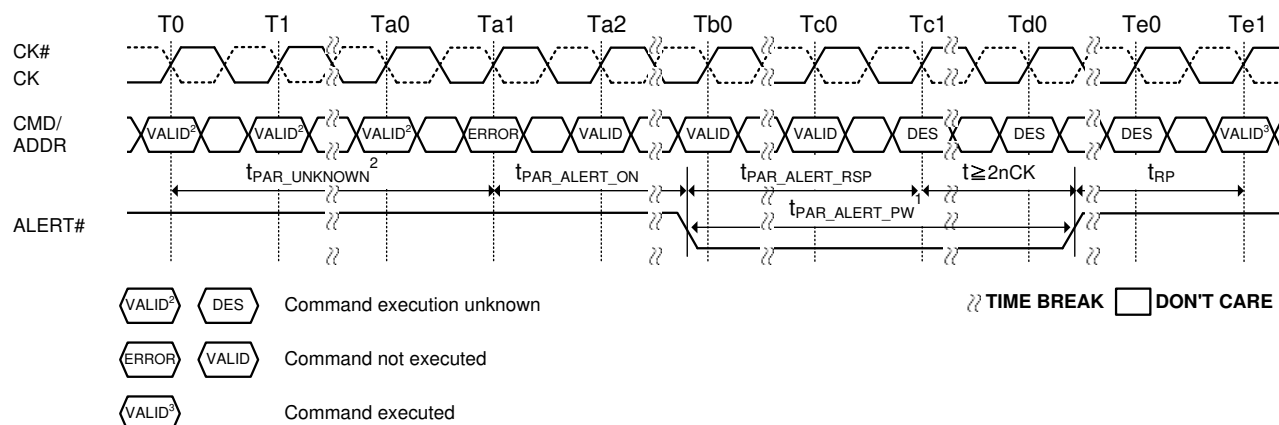 T0 T1 Ta0 Ta1 Ta2 Tb0 Tc0 Tc1 Td0 Te0 Te1
CK#
CK
CMD/
ADDR
VALID² VALID² VALID² ERROR VALID VALID VALID DES DES DES VALID³
tPAR_UNKNOWN² tPAR_ALERT_ON tPAR_ALERT_RSP t≧2nCK tRP
tPAR_ALERT_PW¹
ALERT#
VALID² DES Command execution unknown
TIME BREAK DON'T CARE
ERROR VALID Command not executed
VALID³ Command executed